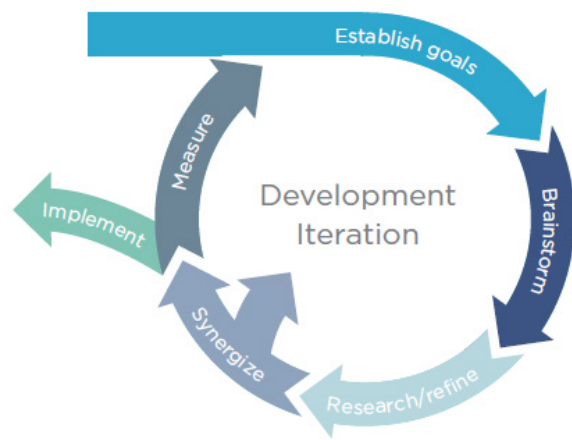 Establish goals
Brainstorm
Research/refine
Synergize
Implement
Measure
Development
Iteration